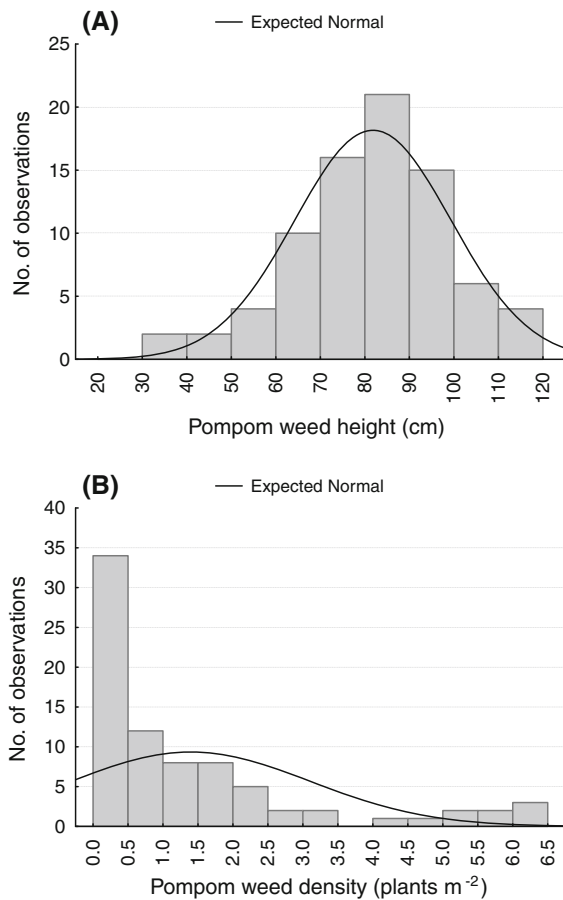 (A)
Expected Normal
No. of observations
25
20
15
10
5
0
20 30 40 50 60 70 80 90 100 110 120
Pompom weed height (cm)
(B)
Expected Normal
No. of observations
40
35
30
25
20
15
10
5
0
0.0 0.5 1.0 1.5 2.0 2.5 3.0 3.5 4.0 4.5 5.0 5.5 6.0 6.5
Pompom weed density (plants m⁻²)